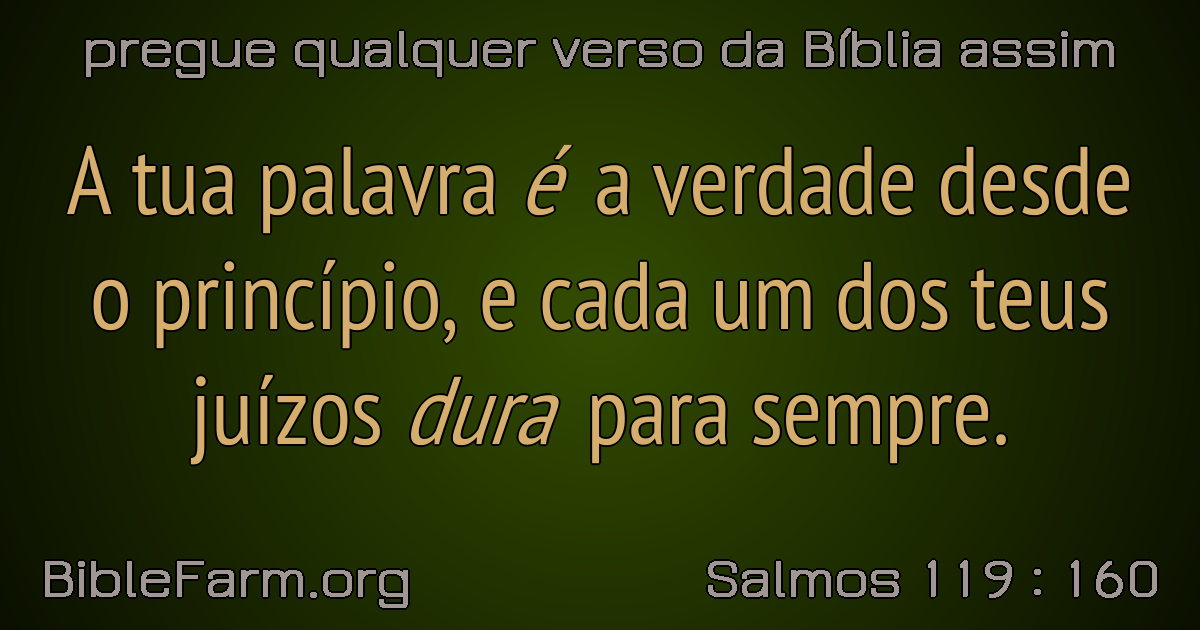 pregue qualquer verso da Bíblia assim
A tua palavra é a verdade desde
o princípio, e cada um dos teus
juízos dura para sempre.
BibleFarm.org
Salmos 119 : 160